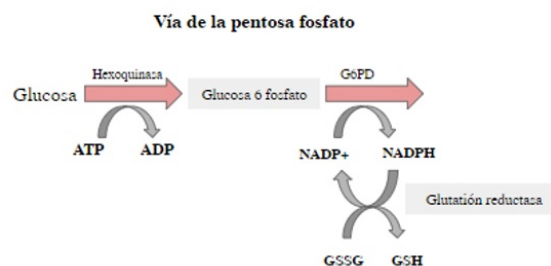 Vía de la pentosa fosfato
Hexoquinasa
G6PD
Glucosa
Glucosa 6 fosfato
ATP
ADP
NADP+
NADPH
Glutatión reductasa
GSSG
GSH